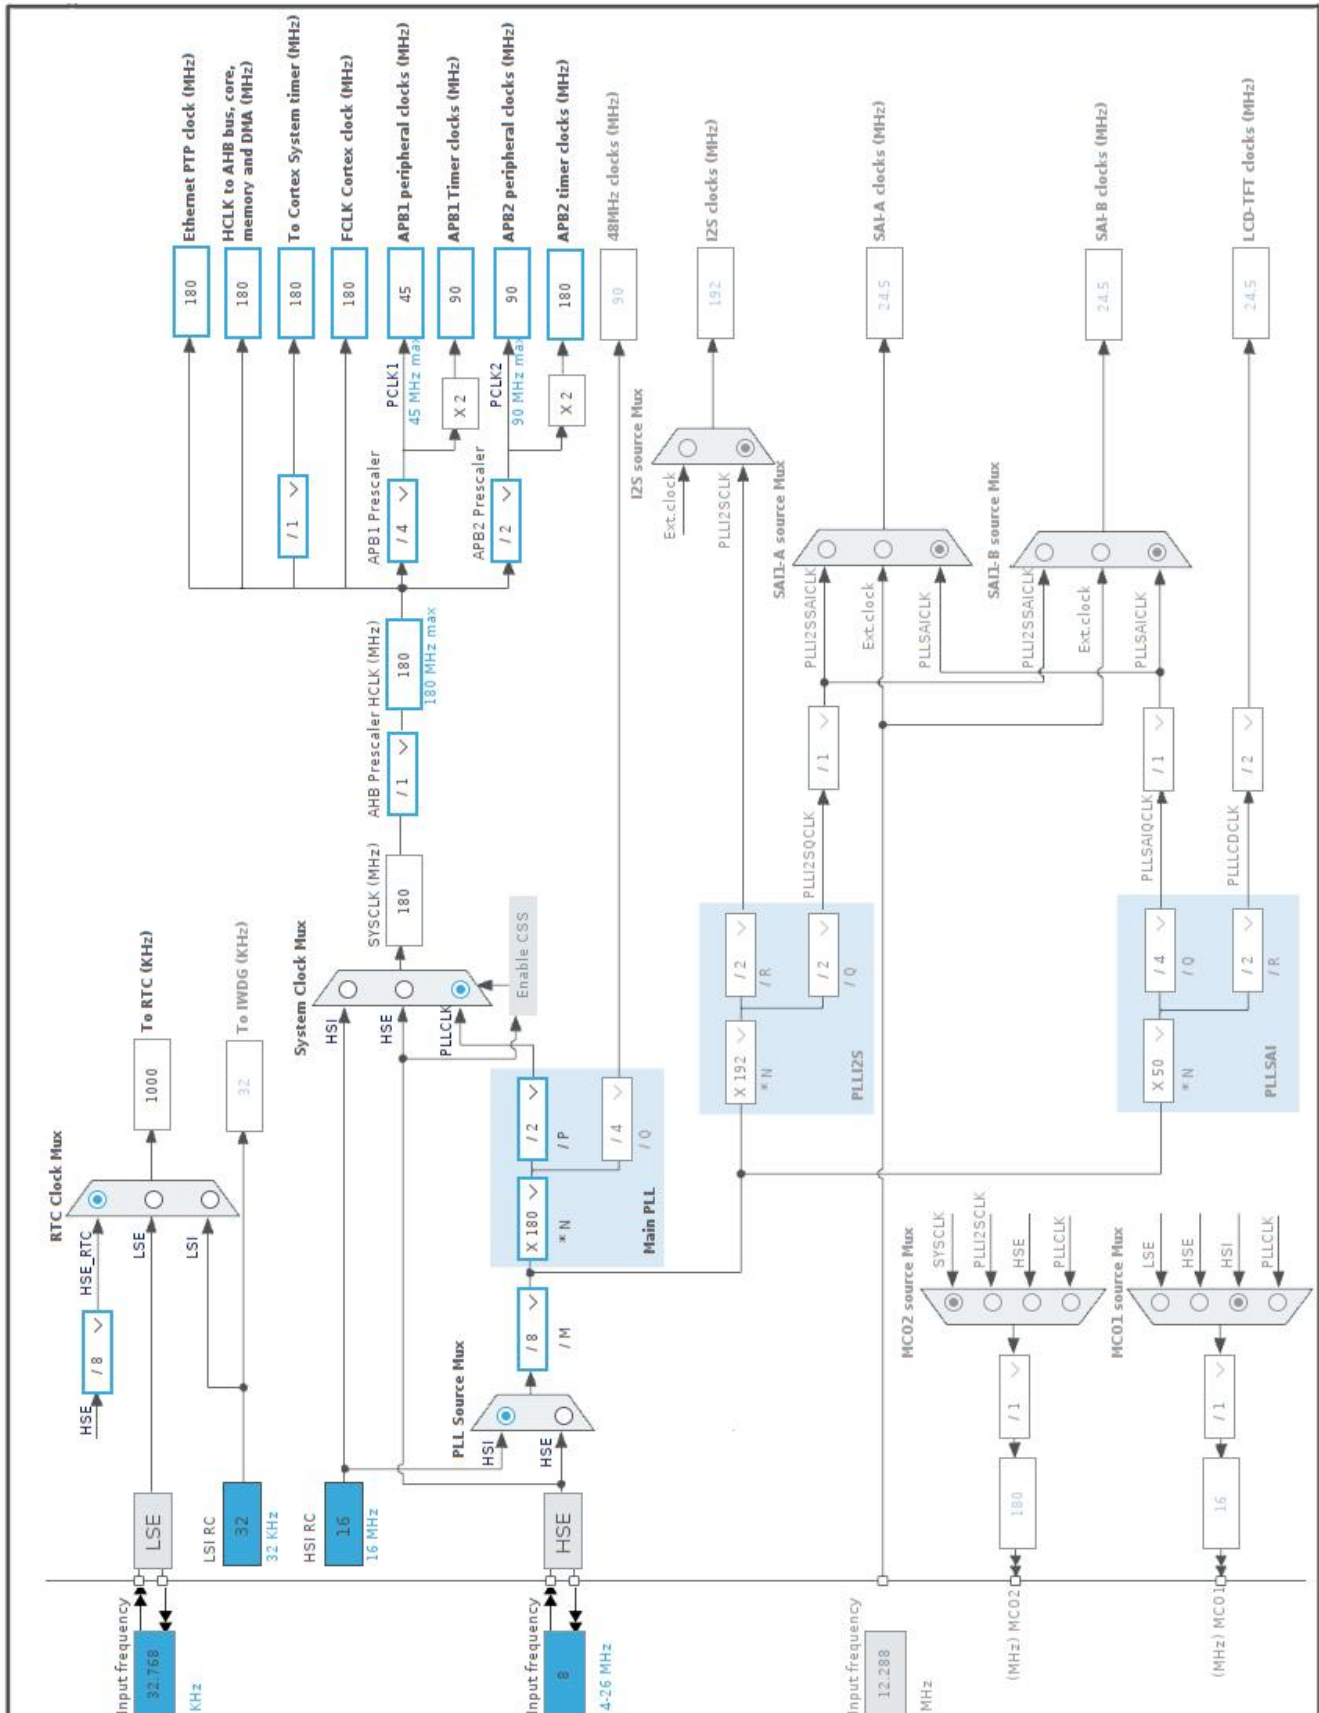 Input frequency
32.768
KHz
LSE
LSI RC
32
32 KHz
HSI RC
16
16 MHz
Input frequency
8
4-26 MHz
HSE
Input frequency
12.288
MHz
HSE
/ 8
HSE_RTC
LSE
LSI
RTC Clock Mux
1000
To RTC (KHz)
32
To IWDG (KHz)
PLL Source Mux
HSI
HSE
/ 8
/ M
X 180
* N
/ 2
/ P
/ 4
/ Q
Main PLL
System Clock Mux
HSI
HSE
PLLCLK
Enable CSS
SYSCLK (MHz)
180
AHB Prescaler
/ 1
HCLK (MHz)
180
180 MHz max
/ 1
APB1 Prescaler
/ 4
PCLK1
45 MHz max
X 2
APB2 Prescaler
/ 2
PCLK2
90 MHz max
X 2
180
Ethernet PTP clock (MHz)
180
HCLK to AHB bus, core,
memory and DMA (MHz)
180
To Cortex System timer (MHz)
180
FCLK Cortex clock (MHz)
45
APB1 peripheral clocks (MHz)
90
APB1 Timer clocks (MHz)
90
APB2 peripheral clocks (MHz)
180
APB2 timer clocks (MHz)
90
48MHz clocks (MHz)
X 192
* N
/ 2
/ R
/ 2
/ Q
PLLI2S
PLLI2SQCLK
/ 1
I2S source Mux
Ext.clock
PLLI2SCLK
192
I2S clocks (MHz)
SAI1-A source Mux
PLLI2SSAICLK
Ext.clock
PLLSAICLK
24.5
SAI-A clocks (MHz)
SAI1-B source Mux
PLLI2SSAICLK
Ext.clock
PLLSAICLK
24.5
SAI-B clocks (MHz)
X 50
* N
/ 4
/ Q
/ 2
/ R
PLLSAI
PLLSAIQCLK
/ 1
PLLLCDCLK
/ 2
24.5
LCD-TFT clocks (MHz)
MCO2 source Mux
SYSCLK
PLLI2SCLK
HSE
PLLCLK
/ 1
180
(MHz) MCO2
MCO1 source Mux
LSE
HSE
HSI
PLLCLK
/ 1
16
(MHz) MCO1